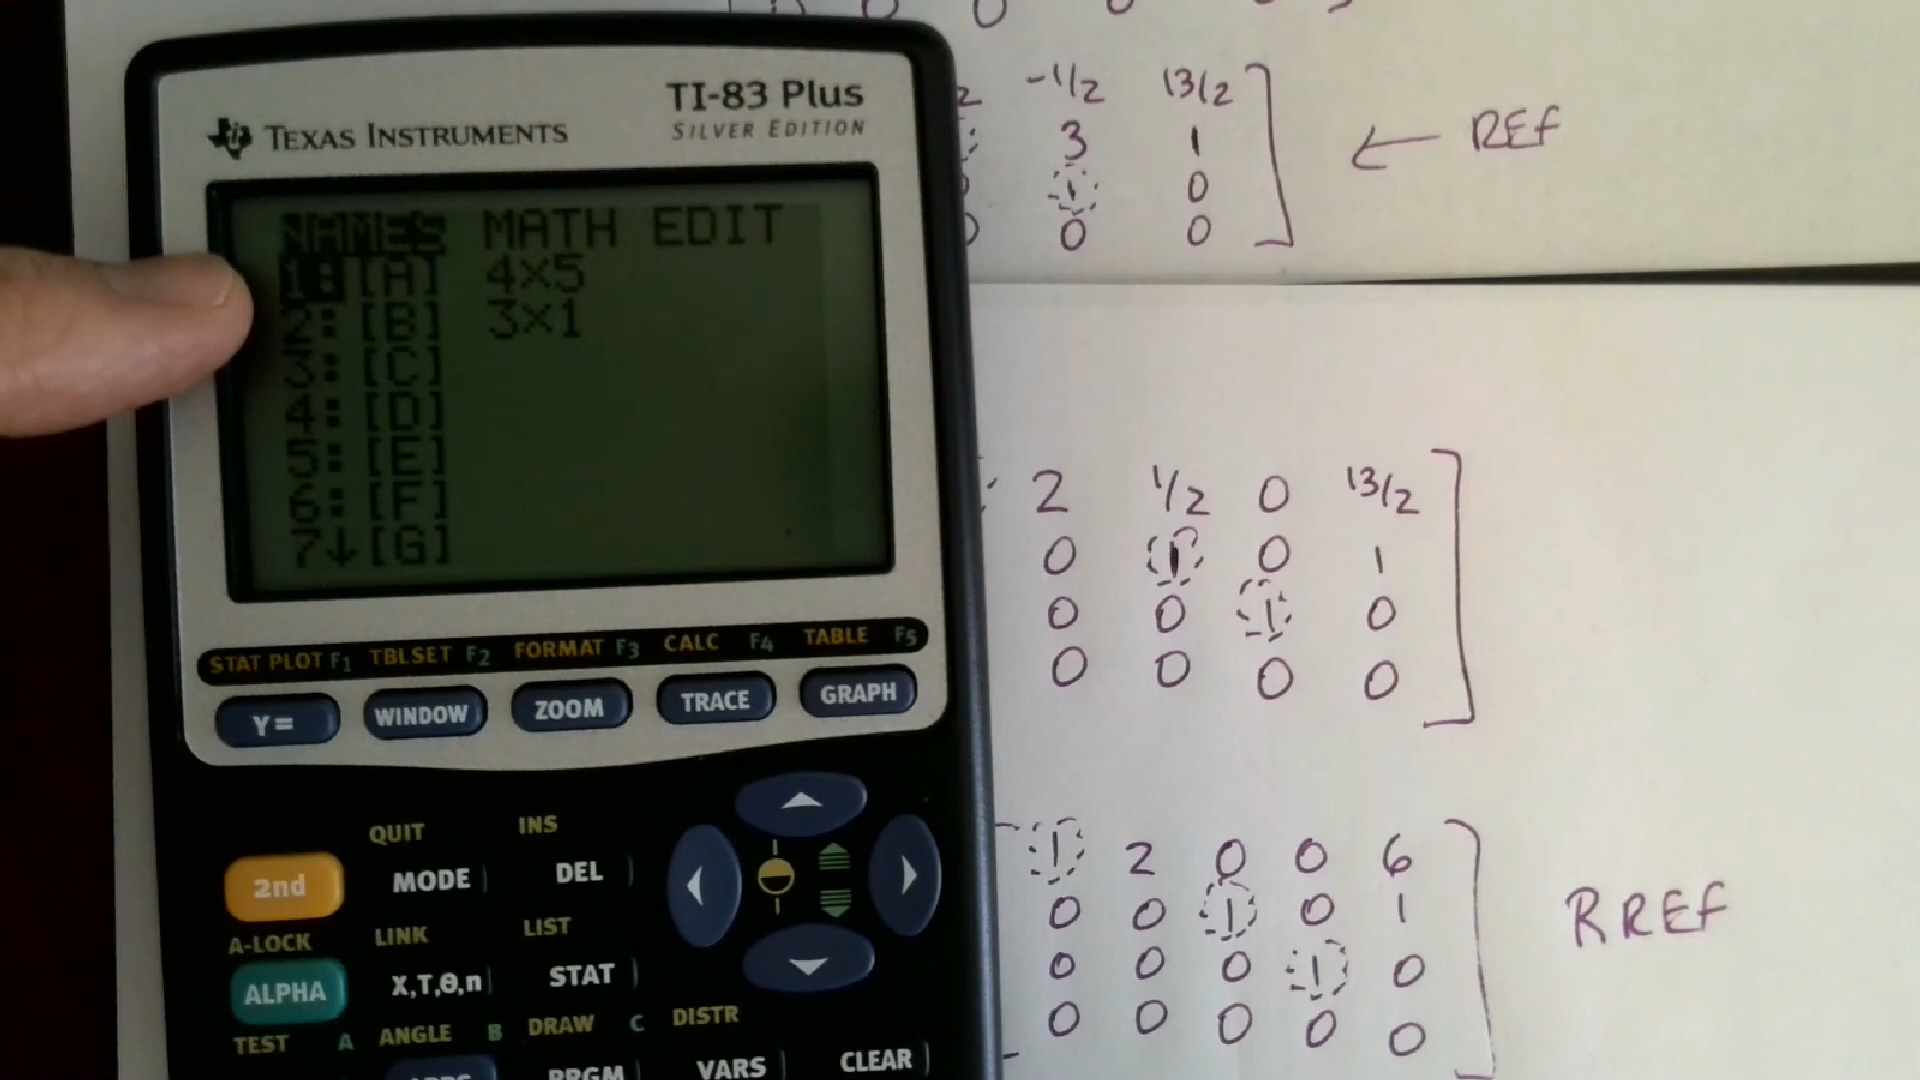 TI-83 Plus
SILVER EDITION
TEXAS INSTRUMENTS
NAMES MATH EDIT
1:[A] 4×5
2:[B] 3×1
3:[C]
4:[D]
5:[E]
6:[F]
7↓[G]
STAT PLOT F1 TBLSET F2 FORMAT F3 CALC F4 TABLE F5
Y= WINDOW ZOOM TRACE GRAPH
QUIT INS
2nd MODE DEL
A-LOCK LINK LIST
ALPHA X,T,θ,n STAT
TEST A ANGLE B DRAW C DISTR
PRGM VARS CLEAR
2 -1/2 13/2
3 1 ← REF
1 0
0 0 0
2 1/2 0 13/2
0 1 0 1
0 0 1 0
0 0 0 0
1 2 0 0 6
0 0 1 0 1 RREF
0 0 0 1 0
0 0 0 0 0